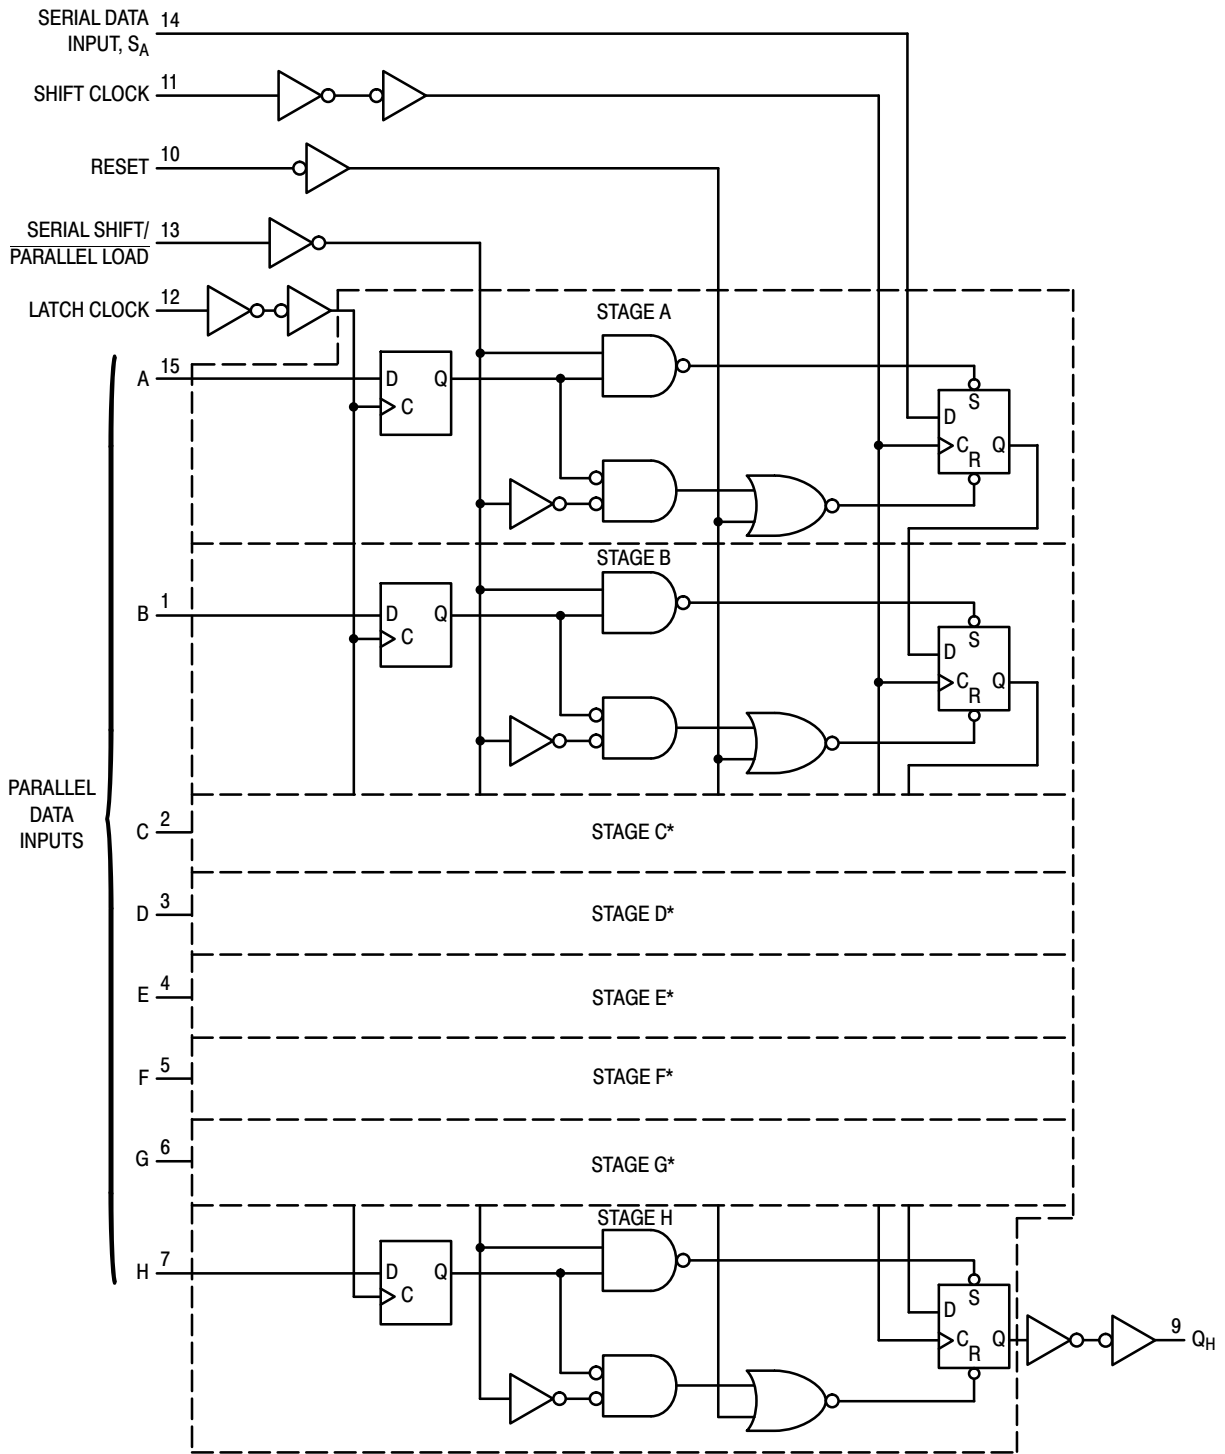 SERIAL DATA
INPUT, SA
14
SHIFT CLOCK
11
RESET
10
SERIAL SHIFT/
PARALLEL LOAD
13
LATCH CLOCK
12
STAGE A
A
15
D
Q
C
S
D
C
Q
R
STAGE B
B
1
D
Q
C
S
D
C
Q
R
PARALLEL
DATA
INPUTS
C
2
STAGE C*
D
3
STAGE D*
E
4
STAGE E*
F
5
STAGE F*
G
6
STAGE G*
STAGE H
H
7
D
Q
C
S
D
C
Q
R
9
QH